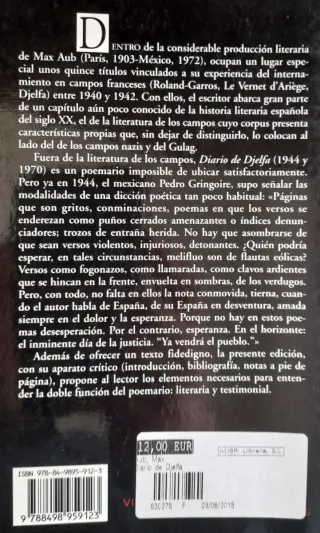 DENTRO de la considerable producción literaria
de Max Aub (París, 1903-México, 1972), ocupan un lugar espe-
cial unos quince títulos vinculados a su experiencia del interna-
miento en campos franceses (Roland-Garros, Le Vernet d'Ariège,
Djelfa) entre 1940 y 1942. Con ellos, el escritor abarca gran parte
de un capítulo aún poco conocido de la historia literaria española
del siglo XX, el de la literatura de los campos cuyo corpus presenta
características propias que, sin dejar de distinguirlo, lo colocan al
lado del de los campos nazis y del Gulag.
Fuera de la literatura de los campos, Diario de Djelfa (1944 y
1970) es un poemario imposible de ubicar satisfactoriamente.
Pero ya en 1944, el mexicano Pedro Gringoire, supo señalar las
modalidades de una dicción poética tan poco habitual: «Páginas
que son gritos, conminaciones, poemas en que los versos se
enderezan como puños cerrados amenazantes o índices denun-
ciadores; trozos de entraña herida. No hay que asombrarse de
que sean versos violentos, injuriosos, detonantes. ¿Quién podría
esperar, en tales circunstancias, melifluo son de flautas eólicas?
Versos como fogonazos, como llamaradas, como clavos ardientes
que se hincan en la frente, envuelta en sombras, de los verdugos.
Pero, con todo, no falta en ellos la nota conmovida, tierna, cuan-
do el autor habla de España, de su España en desventura, amada
siempre en el dolor y la esperanza. Porque no hay en estos poe-
mas desesperación. Por el contrario, esperanza. En el horizonte:
el inminente día de la justicia. "Ya vendrá el pueblo."»
Además de ofrecer un texto fidedigno, la presente edición,
con su aparato crítico (introducción, bibliografía, notas a pie de
página), propone al lector los elementos necesarios para enten-
der la doble función del poemario: literaria y testimonial.
12,00 EUR
ISBN 978-84-9895-912-3
9 788498 959123
Diario de Djelfa
630375 F 03/06/2015